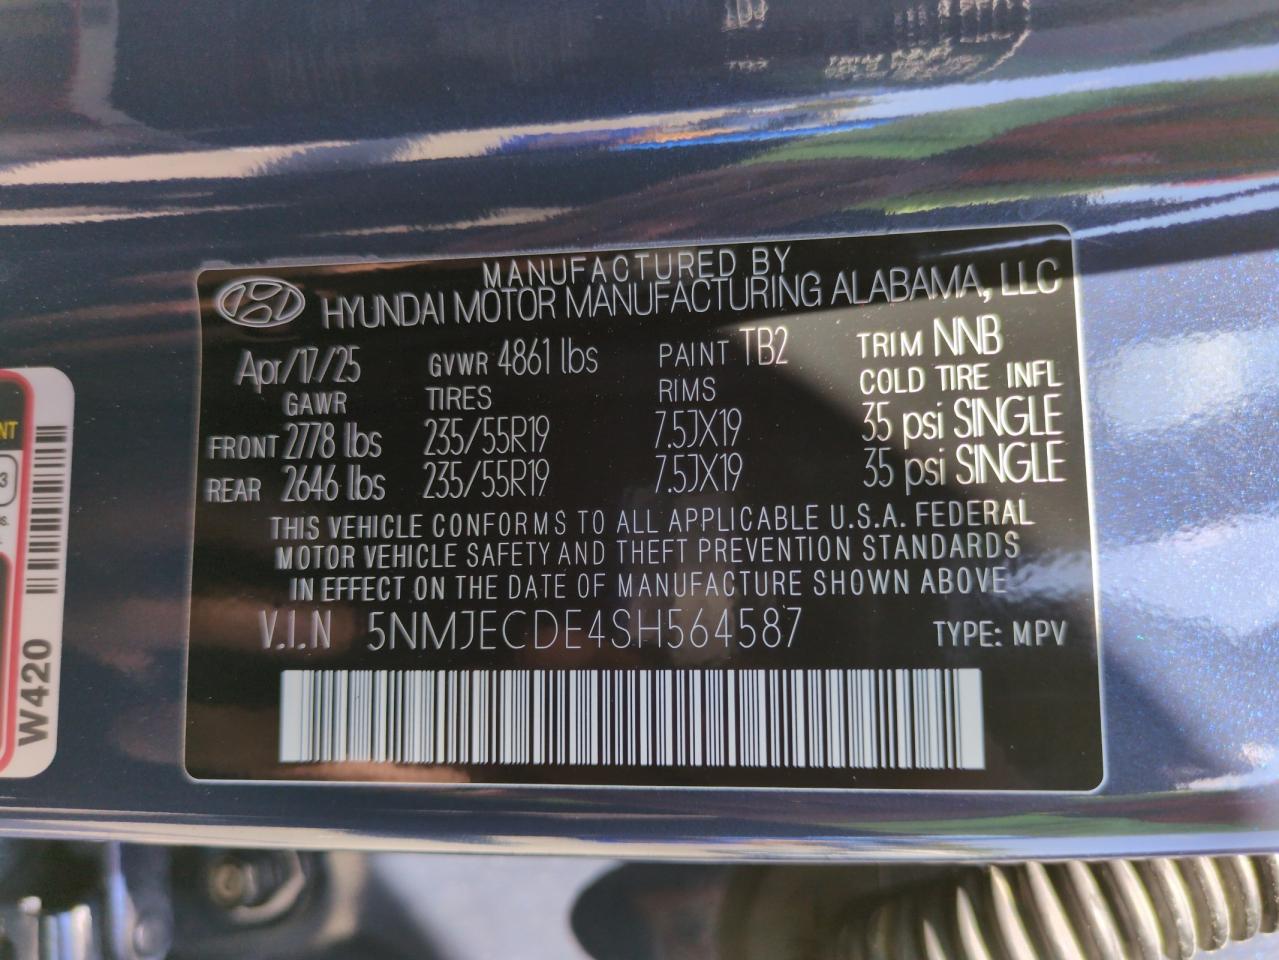 MANUFACTURED BY
HYUNDAI MOTOR MANUFACTURING ALABAMA, LLC
Apr/17/25 GVWR 4861 lbs PAINT TB2 TRIM NNB
GAWR TIRES RIMS COLD TIRE INFL
FRONT 2778 lbs 235/55R19 7.5JX19 35 psi SINGLE
REAR 2646 lbs 235/55R19 7.5JX19 35 psi SINGLE
THIS VEHICLE CONFORMS TO ALL APPLICABLE U.S.A. FEDERAL
MOTOR VEHICLE SAFETY AND THEFT PREVENTION STANDARDS
IN EFFECT ON THE DATE OF MANUFACTURE SHOWN ABOVE
V.I.N 5NMJECDE4SH564587 TYPE: MPV
W420
NT
3